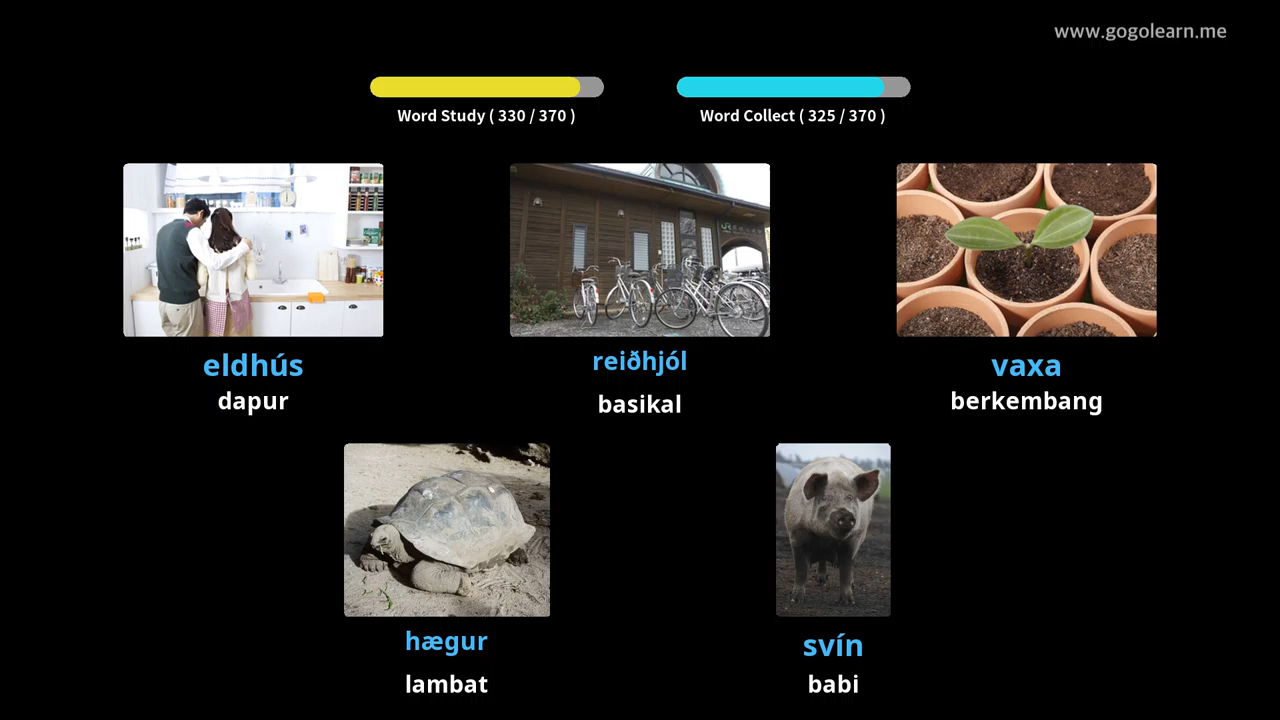 www.gogolearn.me
Word Study ( 330 / 370 )
Word Collect ( 325 / 370 )
eldhús
dapur
reiðhjól
basikal
vaxa
berkembang
hægur
lambat
svín
babi